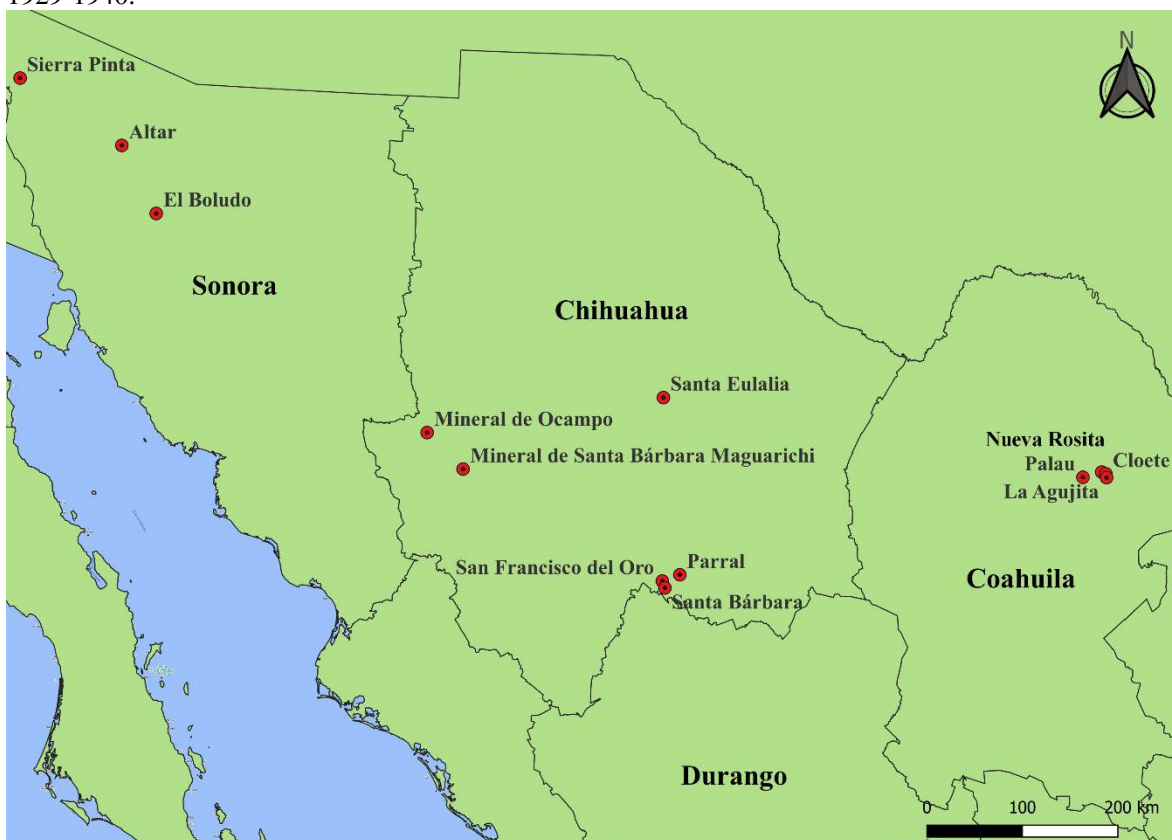 1929-1940.
N
Sierra Pinta
Altar
El Boludo
Sonora
Chihuahua
Santa Eulalia
Mineral de Ocampo
Mineral de Santa Bárbara Maguarichi
Nueva Rosita
Palau
Cloete
La Agujita
San Francisco del Oro
Parral
Santa Bárbara
Coahuila
Durango
0 100 200 km